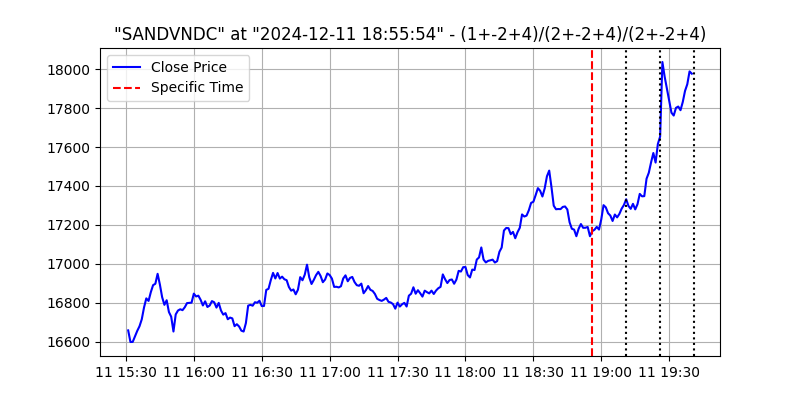 "SANDVNDC" at "2024-12-11 18:55:54" - (1+-2+4)/(2+-2+4)/(2+-2+4)
Close Price
Specific Time
18000
17800
17600
17400
17200
17000
16800
16600
11 15:30 11 16:00 11 16:30 11 17:00 11 17:30 11 18:00 11 18:30 11 19:00 11 19:30